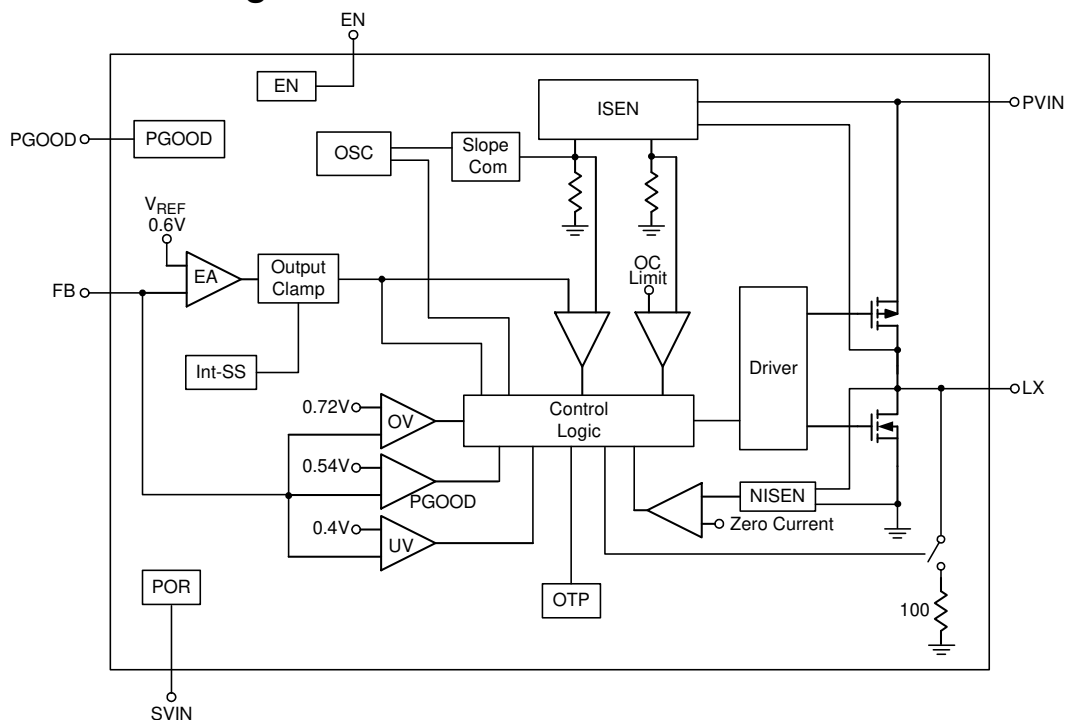 EN
EN
ISEN
PVIN
PGOOD
PGOOD
OSC
Slope
Com
VREF
0.6V
EA
Output
Clamp
OC
Limit
FB
Int-SS
Driver
LX
0.72V
OV
Control
Logic
0.54V
PGOOD
NISEN
Zero Current
0.4V
UV
POR
OTP
100
SVIN